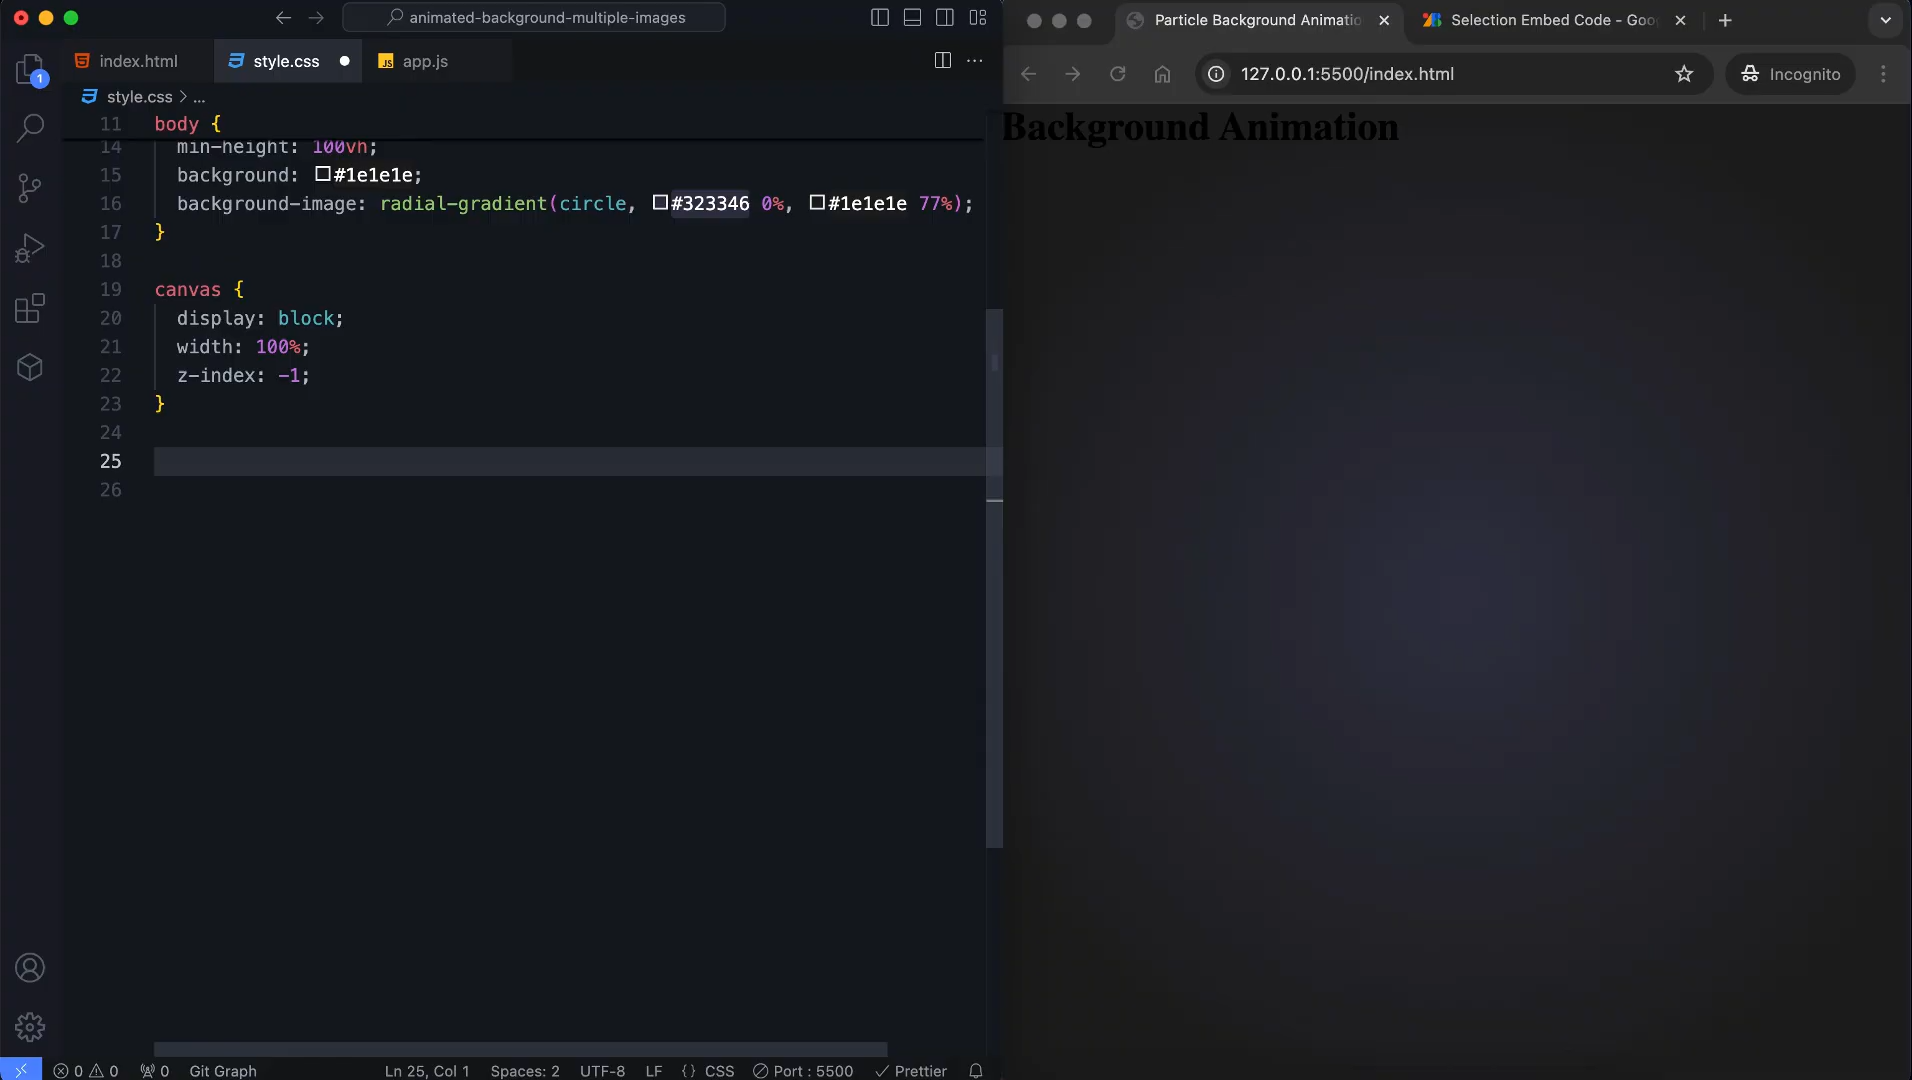 animated-background-multiple-images
Particle Background Animatio
Selection Embed Code - Goo
index.html
style.css
JS app.js
127.0.0.1:5500/index.html
Incognito
1
style.css > ...
11 body {
14 min-height: 100vh;
15 background: #1e1e1e;
16 background-image: radial-gradient(circle, #323346 0%, #1e1e1e 77%);
17 }
18
19 canvas {
20 display: block;
21 width: 100%;
22 z-index: -1;
23 }
24
25
26
Background Animation
0 0 0 Git Graph Ln 25, Col 1 Spaces: 2 UTF-8 LF {} CSS Port : 5500 Prettier